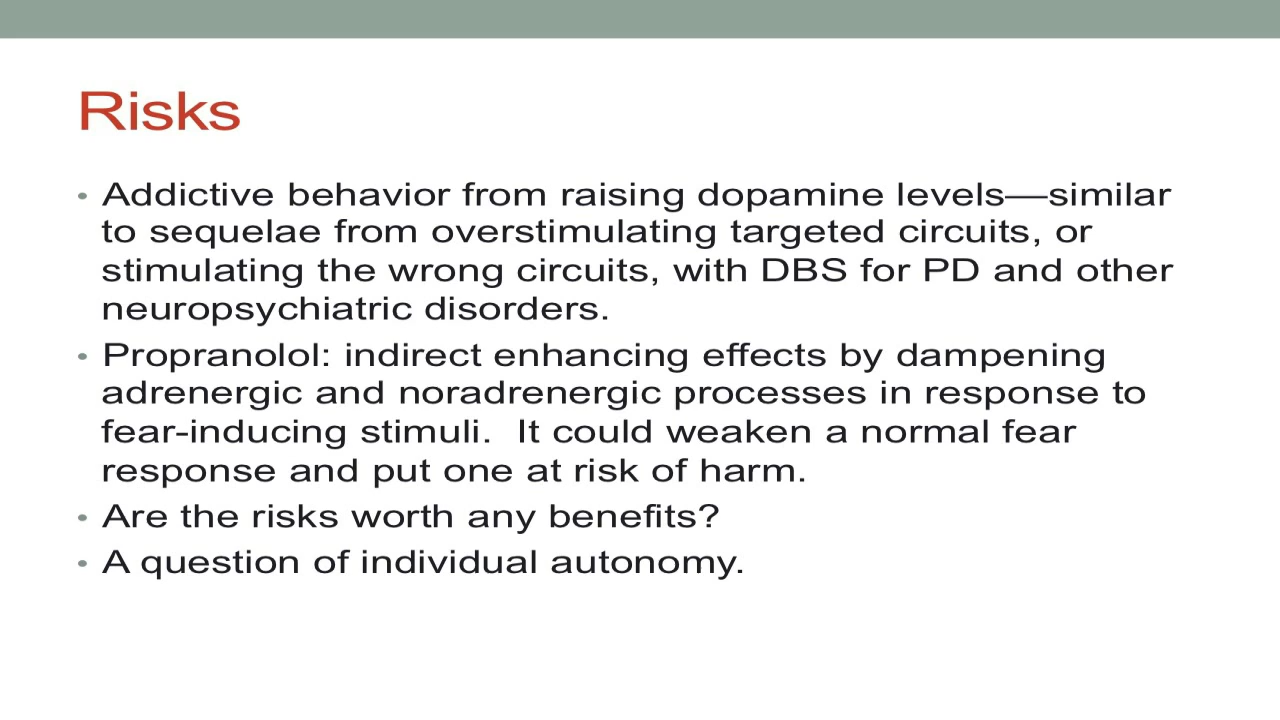 Risks
• Addictive behavior from raising dopamine levels—similar
to sequelae from overstimulating targeted circuits, or
stimulating the wrong circuits, with DBS for PD and other
neuropsychiatric disorders.
• Propranolol: indirect enhancing effects by dampening
adrenergic and noradrenergic processes in response to
fear-inducing stimuli.  It could weaken a normal fear
response and put one at risk of harm.
• Are the risks worth any benefits?
• A question of individual autonomy.